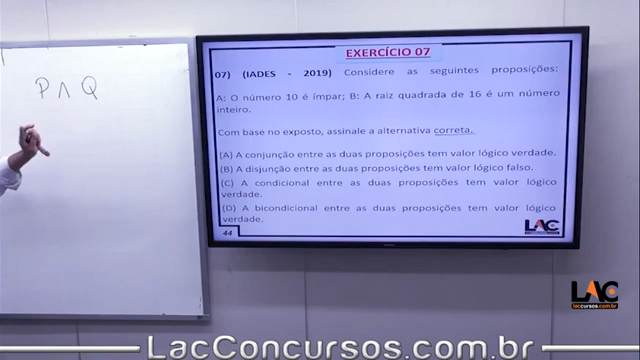 P ∧ Q
EXERCÍCIO 07
07) (IADES - 2019) Considere as seguintes proposições:
A: O número 10 é ímpar; B: A raiz quadrada de 16 é um número
inteiro.
Com base no exposto, assinale a alternativa correta.
(A) A conjunção entre as duas proposições tem valor lógico verdade.
(B) A disjunção entre as duas proposições tem valor lógico falso.
(C) A condicional entre as duas proposições tem valor lógico
verdade.
(D) A bicondicional entre as duas proposições tem valor lógico
verdade.
44
LAC
LAC
LAC
laccursos.com.br
LacConcursos.com.br